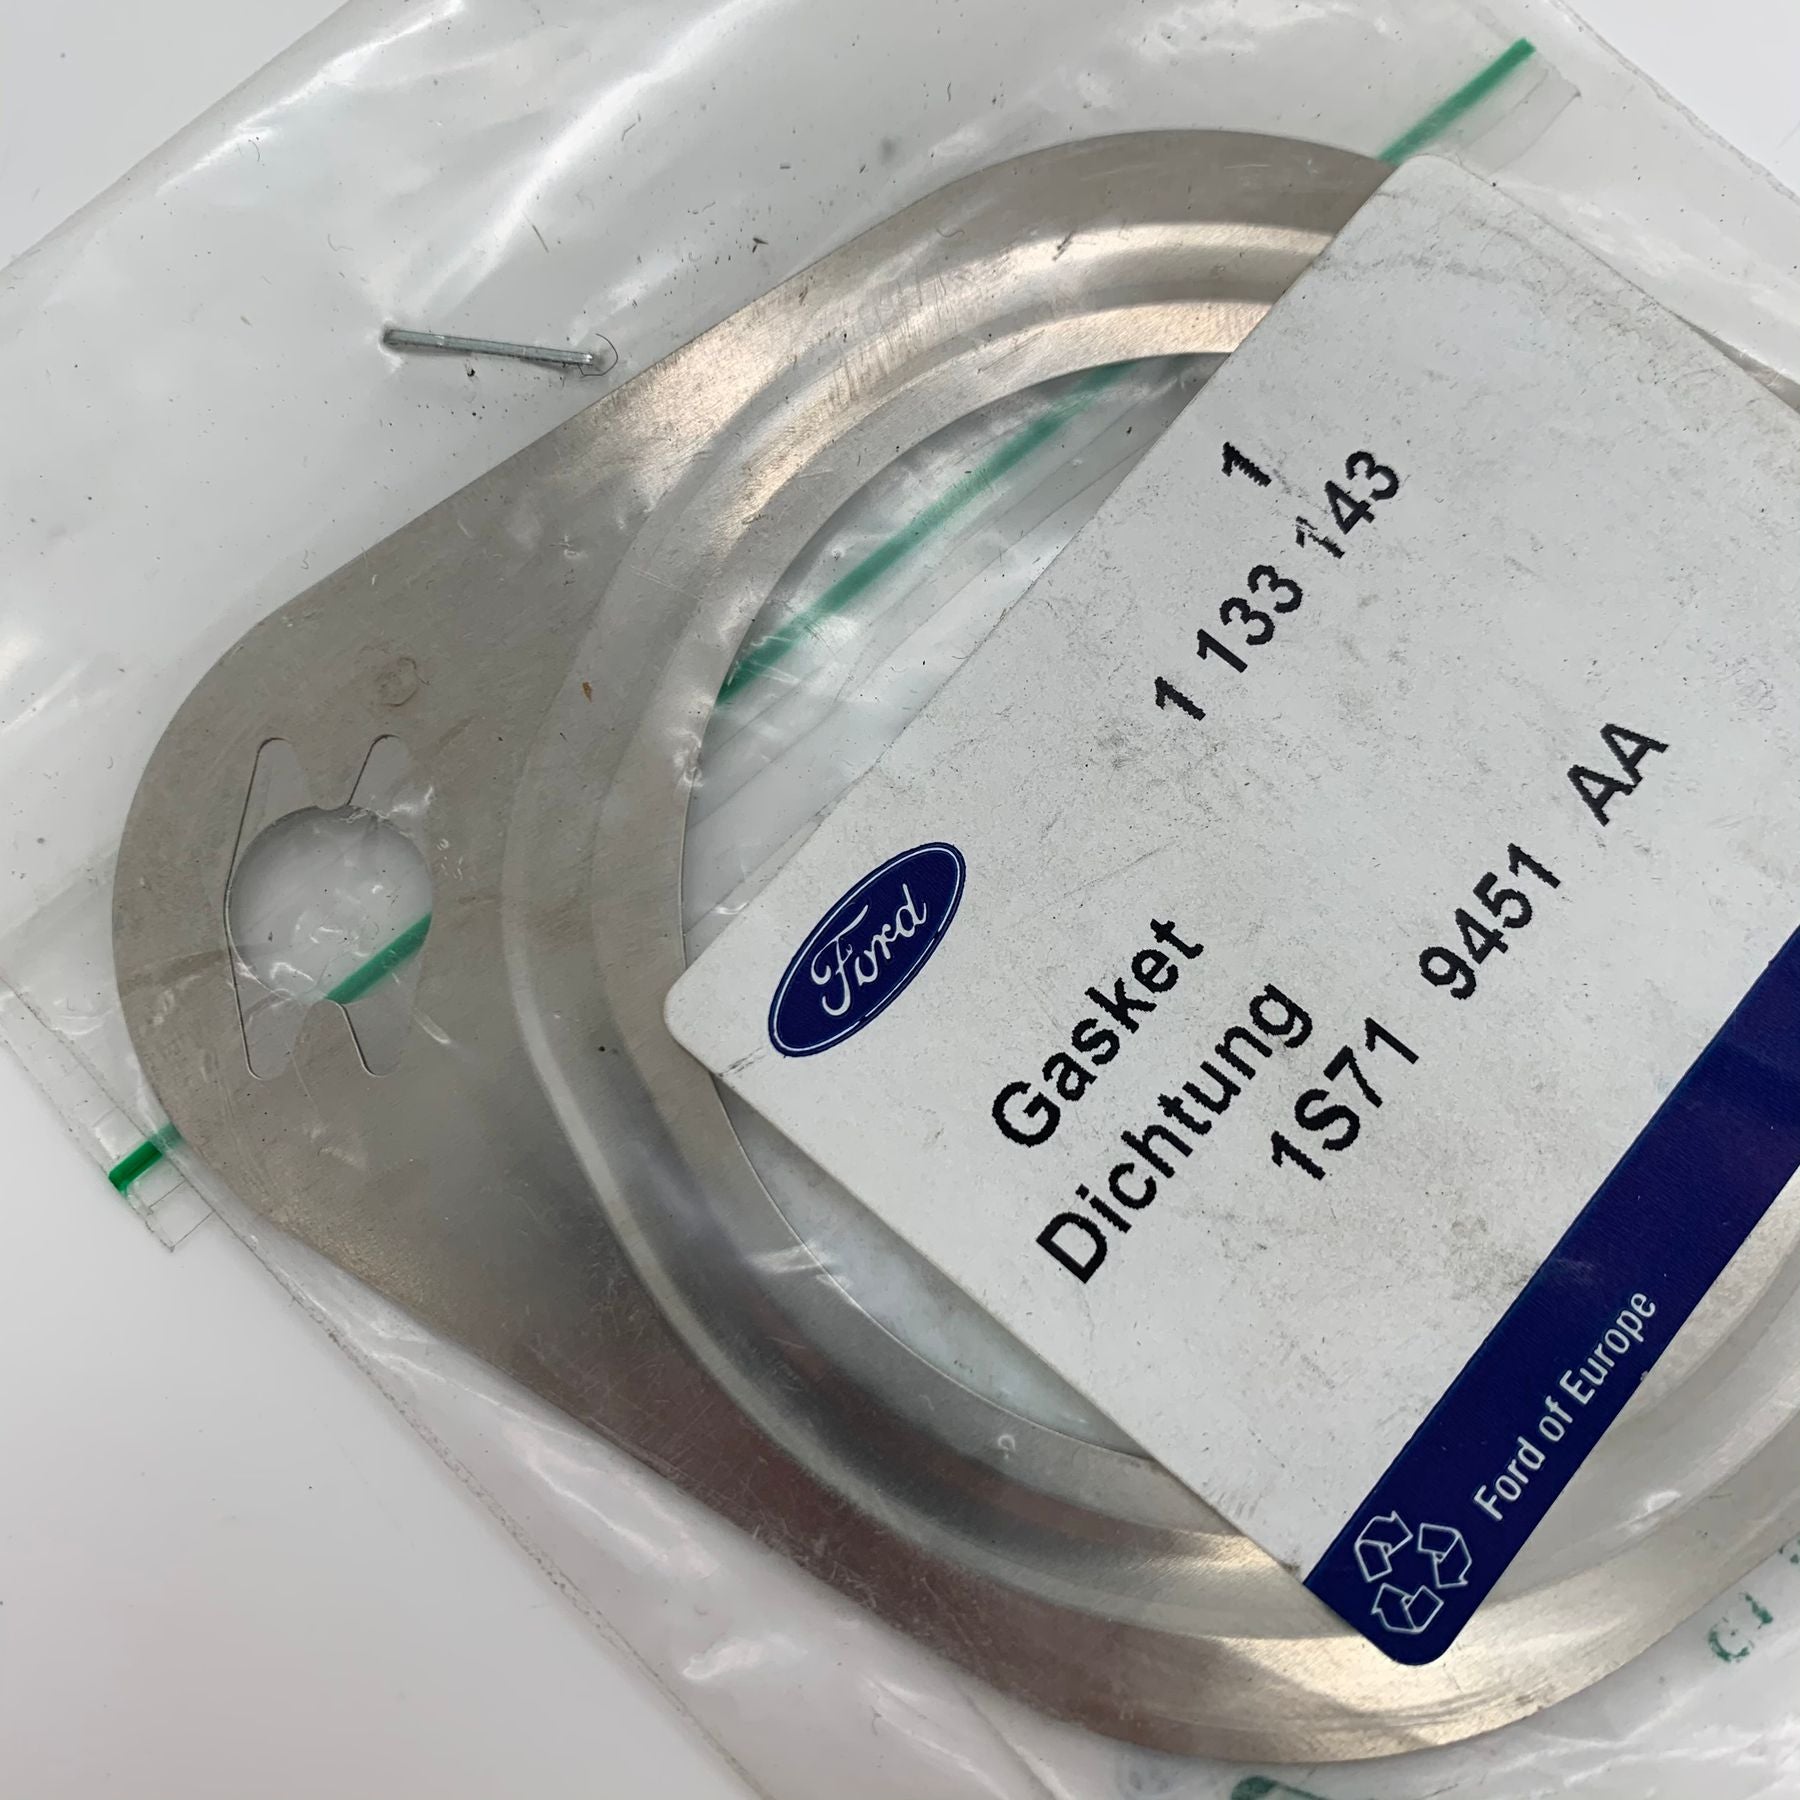 1
1 133 143
Ford
Gasket
Dichtung
1S71 9451 AA
Ford of Europe